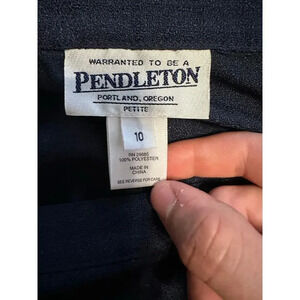 WARRANTED TO BE A
PENDLETON
PORTLAND, OREGON
PETITE
10
100% POLYESTER
MADE IN
CHINA
SEE REVERSE FOR CARE